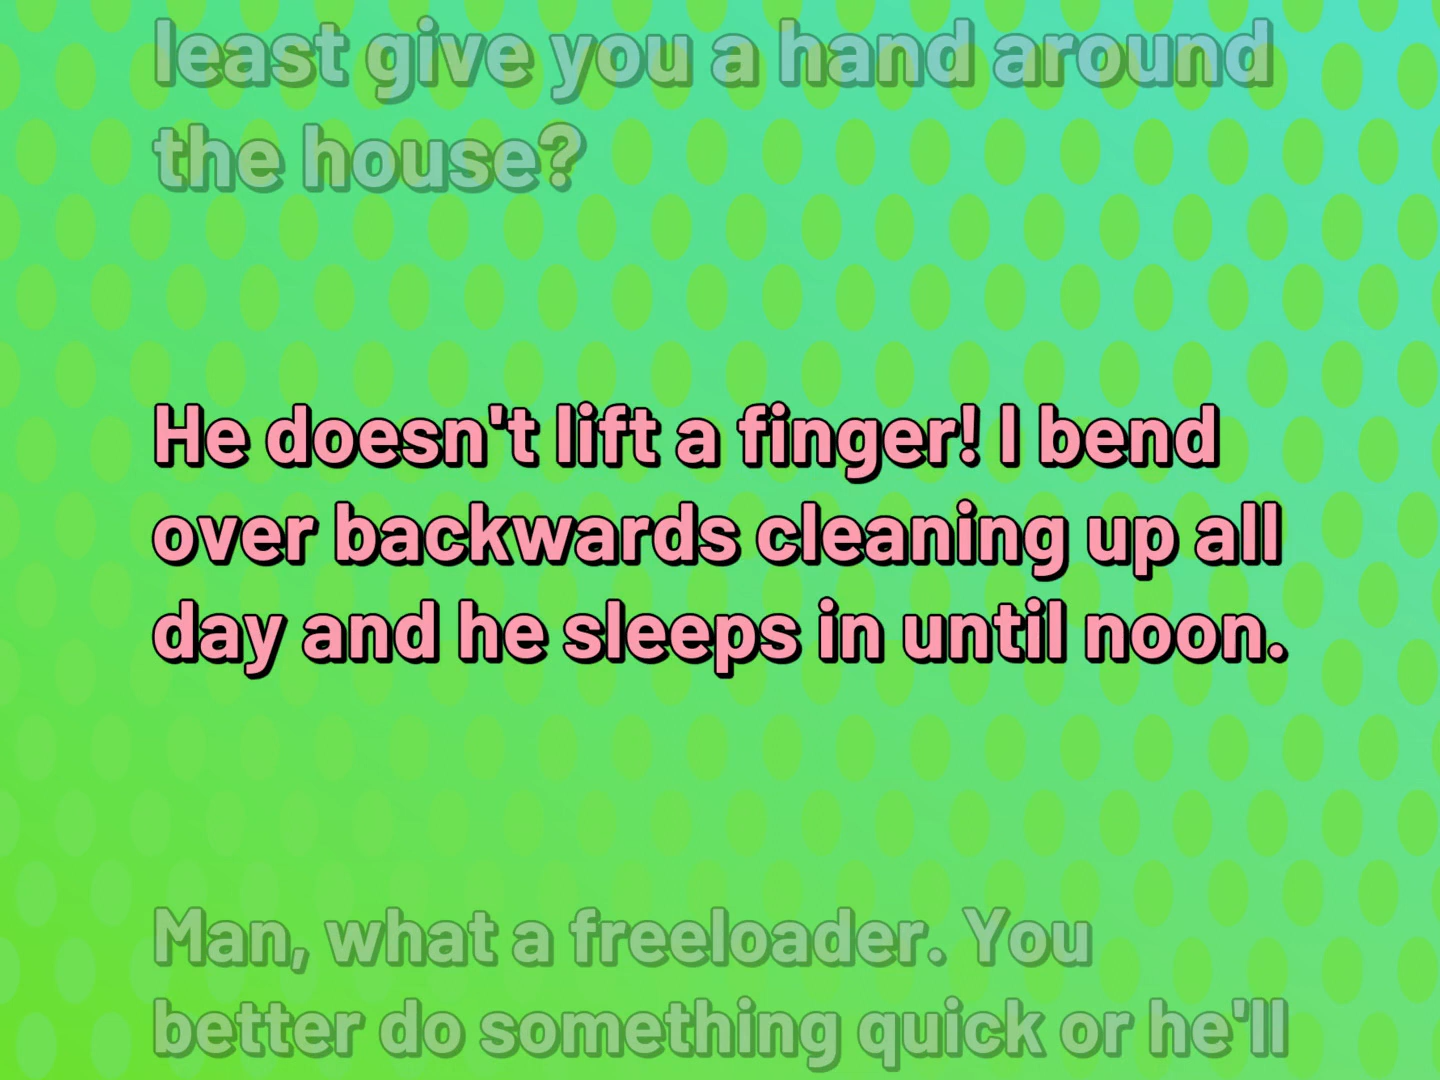 least give you a hand around
the house?
He doesn't lift a finger! I bend
over backwards cleaning up all
day and he sleeps in until noon.
Man, what a freeloader. You
better do something quick or he'll